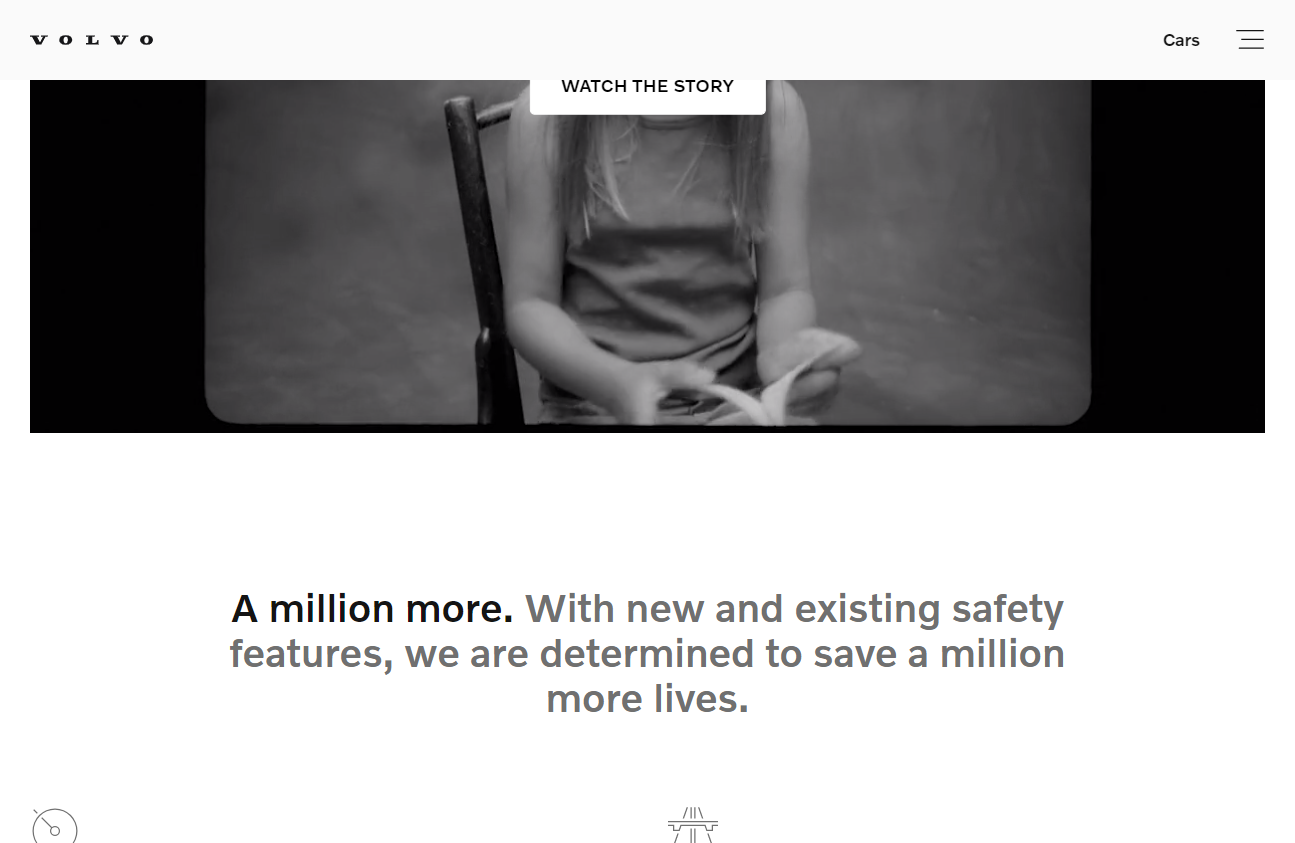 VOLVO
Cars
WATCH THE STORY
A million more. With new and existing safety
features, we are determined to save a million
more lives.